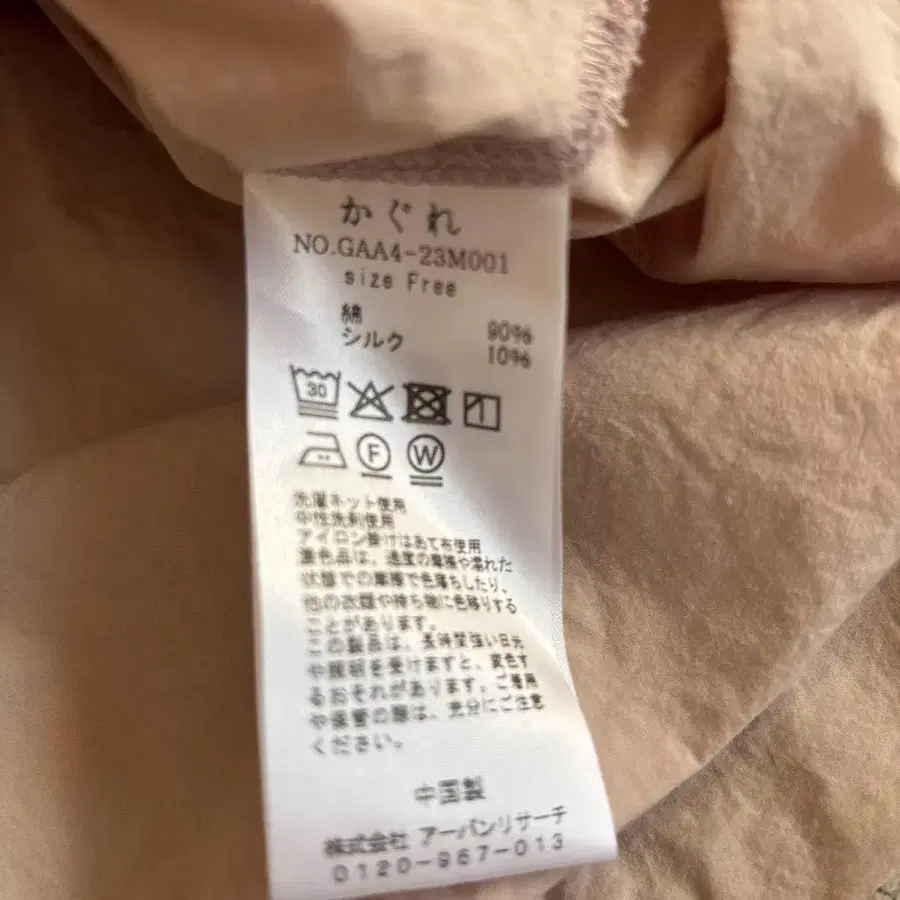 かぐれ
NO.GAA4-23M001
size Free
綿 90%
シルク 10%
30
F W
洗濯ネット使用
中性洗剤使用
アイロン掛けはあて布使用
濃色品は、過度の摩擦や濡れた
状態での摩擦で色落ちしたり、
他の衣類や持ち物に色移りする
ことがあります。
この製品は、長時間強い日光
や照明を受けますと、変色す
るおそれがあります。ご着用
や保管の際は、充分にご注意
ください。
中国製
株式会社 アーバンリサーチ
0120-967-013